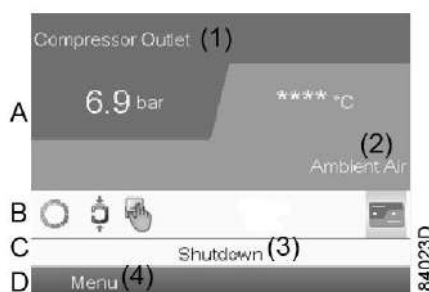 Compressor Outlet (1)
A
6.9 bar
**** °C
(2)
Ambient Air
B
C
Shutdown (3)
D
Menu (4)
84023D